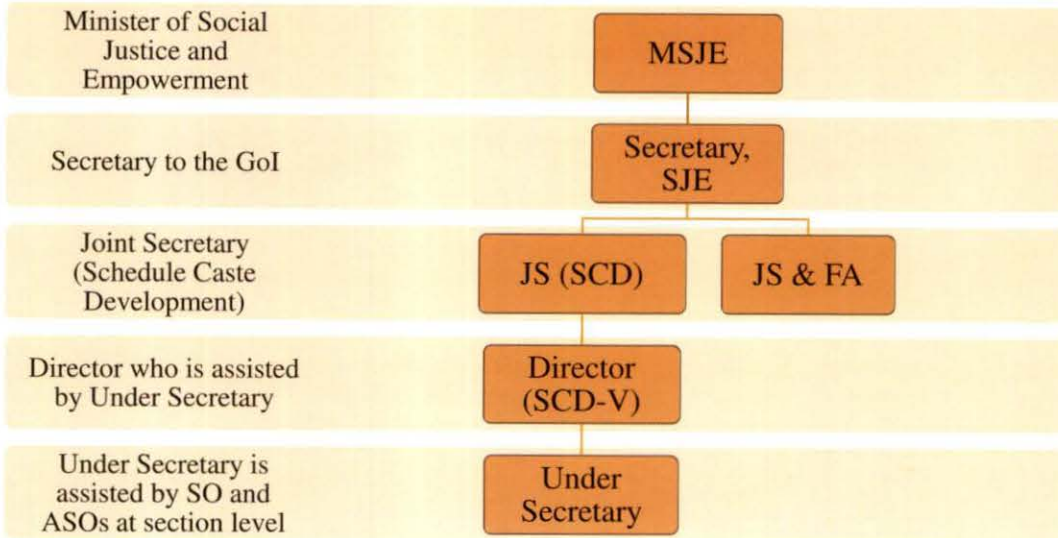 Minister of Social
Justice and
Empowerment
MSJE
Secretary to the GoI
Secretary,
SJE
Joint Secretary
(Schedule Caste
Development)
JS (SCD)
JS & FA
Director who is assisted
by Under Secretary
Director
(SCD-V)
Under Secretary is
assisted by SO and
ASOs at section level
Under
Secretary